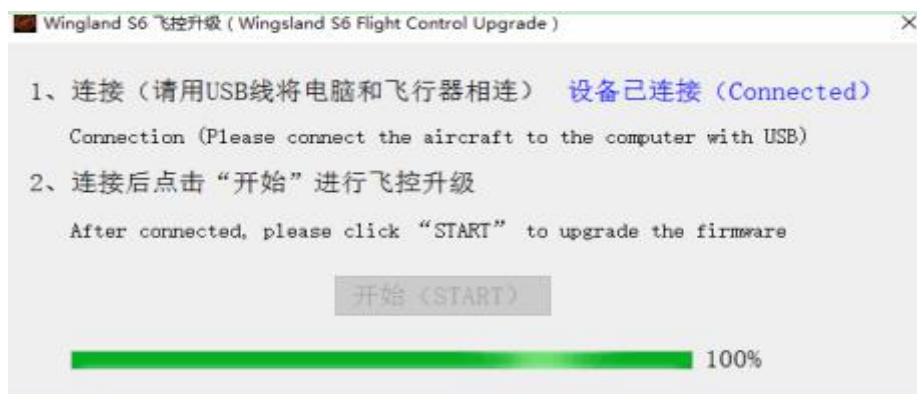 Wingland S6 飞控升级 ( Wingsland S6 Flight Control Upgrade )
1、连接（请用USB线将电脑和飞行器相连） 设备已连接（Connected）
Connection (Please connect the aircraft to the computer with USB)
2、连接后点击“开始”进行飞控升级
After connected, please click “START” to upgrade the firmware
开始（START）
100%